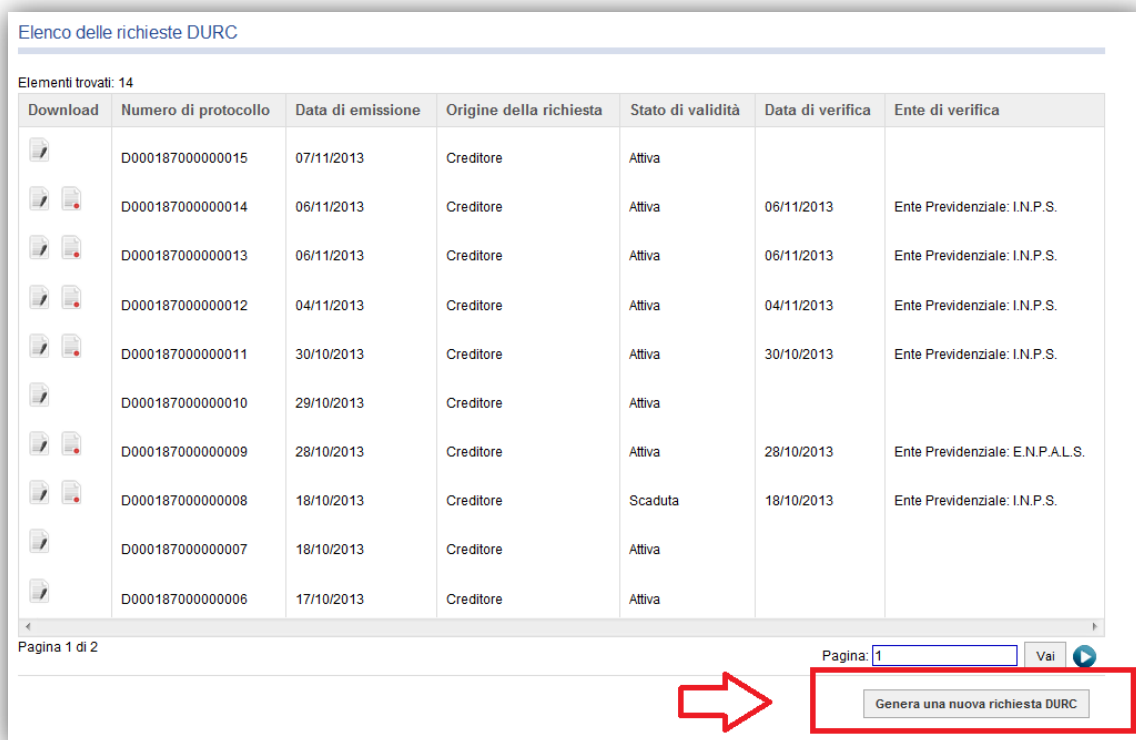 Elenco delle richieste DURC
Elementi trovati: 14
Download Numero di protocollo Data di emissione Origine della richiesta Stato di validità Data di verifica Ente di verifica
D000187000000015 07/11/2013 Creditore Attiva
D000187000000014 06/11/2013 Creditore Attiva 06/11/2013 Ente Previdenziale: I.N.P.S.
D000187000000013 06/11/2013 Creditore Attiva 06/11/2013 Ente Previdenziale: I.N.P.S.
D000187000000012 04/11/2013 Creditore Attiva 04/11/2013 Ente Previdenziale: I.N.P.S.
D000187000000011 30/10/2013 Creditore Attiva 30/10/2013 Ente Previdenziale: I.N.P.S.
D000187000000010 29/10/2013 Creditore Attiva
D000187000000009 28/10/2013 Creditore Attiva 28/10/2013 Ente Previdenziale: E.N.P.A.L.S.
D000187000000008 18/10/2013 Creditore Scaduta 18/10/2013 Ente Previdenziale: I.N.P.S.
D000187000000007 18/10/2013 Creditore Attiva
D000187000000006 17/10/2013 Creditore Attiva
Pagina 1 di 2
Pagina: 1 Vai
Genera una nuova richiesta DURC